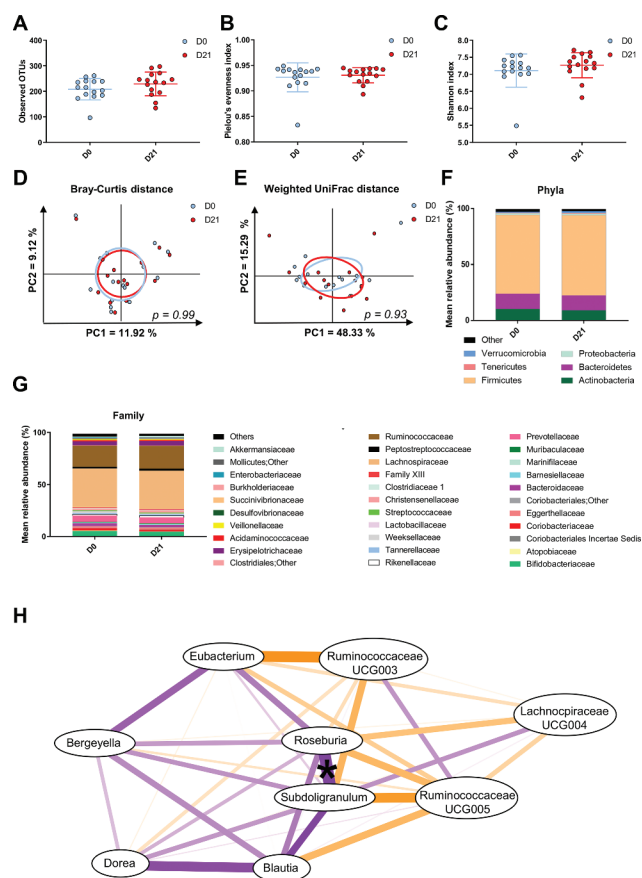 A
D0
D21
Observed OTUs
400
300
200
100
0
D0
D21
B
D0
D21
Pielou's evenness index
1.00
0.95
0.90
0.85
0.80
D0
D21
C
D0
D21
Shannon index
8.0
7.5
7.0
6.5
6.0
5.5
5.0
D0
D21
D
Bray-Curtis distance
D0
D21
PC2 = 9.12 %
p = 0.99
PC1 = 11.92 %
E
Weighted UniFrac distance
D0
D21
PC2 = 15.29 %
p = 0.93
PC1 = 48.33 %
F
Phyla
Mean relative abundance (%)
100
50
0
D0
D21
Other
Verrucomicrobia
Tenericutes
Firmicutes
Proteobacteria
Bacteroidetes
Actinobacteria
G
Family
Mean relative abundance (%)
100
50
0
D0
D21
Others
Akkermansiaceae
Mollicutes;Other
Enterobacteriaceae
Burkholderiaceae
Succinivibrionaceae
Desulfovibrionaceae
Veillonellaceae
Acidaminococcaceae
Erysipelotrichaceae
Clostridiales;Other
Ruminococcaceae
Peptostreptococcaceae
Lachnospiraceae
Family XIII
Clostridiaceae 1
Christensenellaceae
Streptococcaceae
Lactobacillaceae
Weeksellaceae
Tannerellaceae
Rikenellaceae
Prevotellaceae
Muribaculaceae
Marinifilaceae
Barnesiellaceae
Bacteroidaceae
Coriobacteriales;Other
Eggerthellaceae
Coriobacteriaceae
Coriobacteriales Incertae Sedis
Atopobiaceae
Bifidobacteriaceae
H
Eubacterium
Ruminococcaceae
UCG003
Lachnocpiraceae
UCG004
Bergeyella
Roseburia
*
Subdoligranulum
Ruminococcaceae
UCG005
Dorea
Blautia